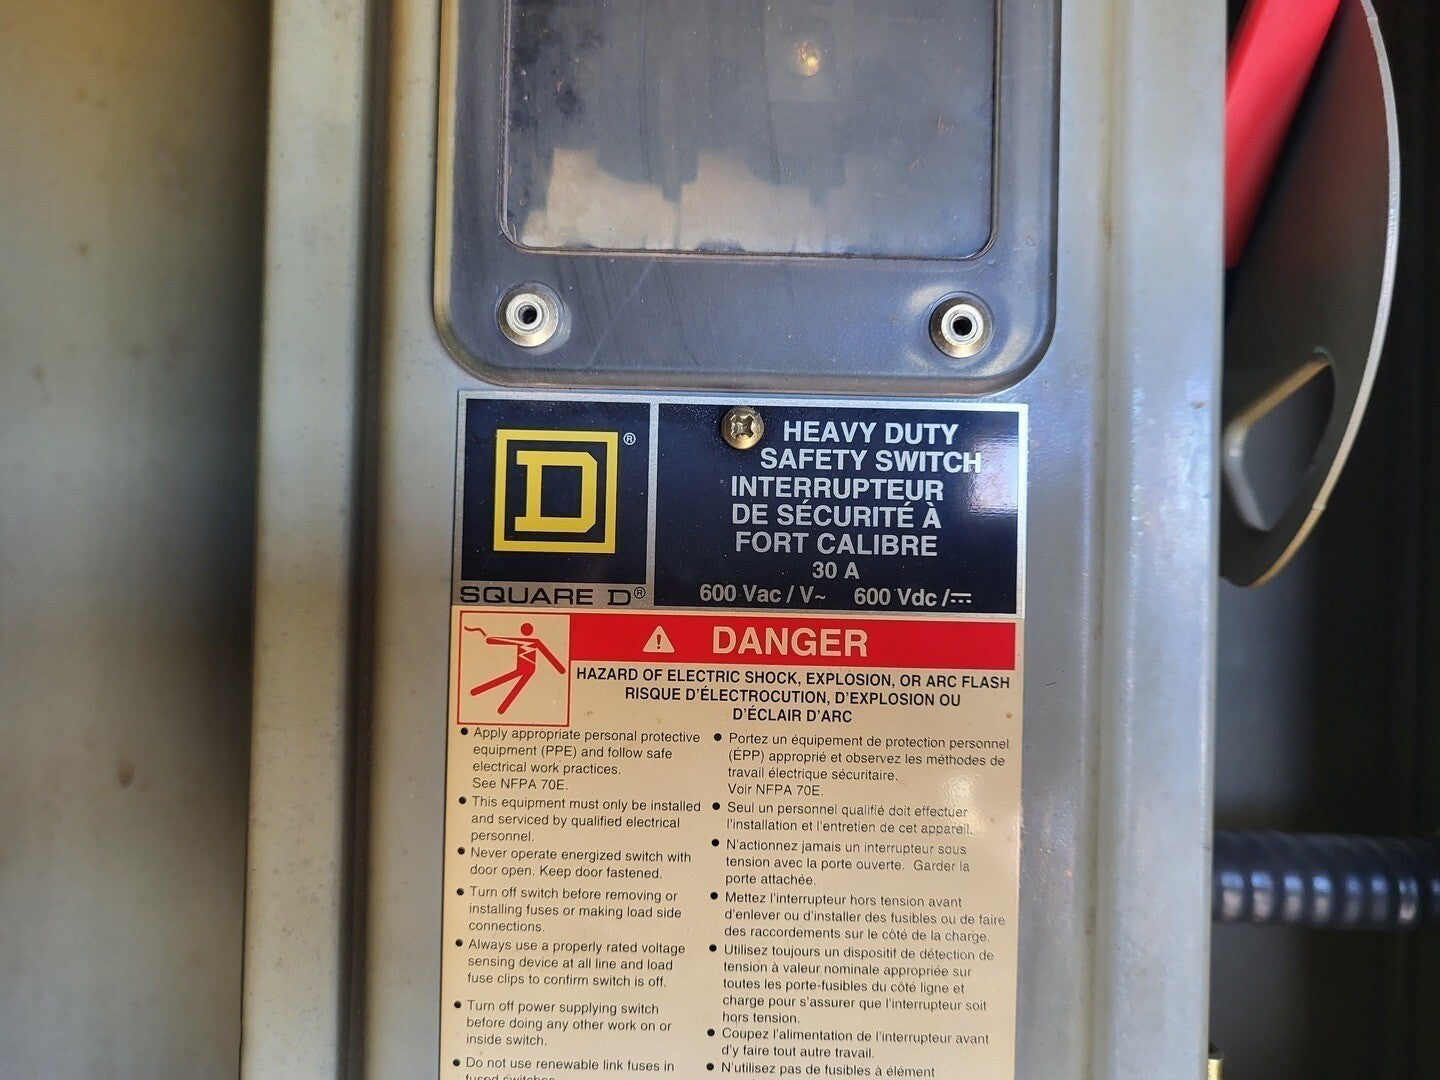 HEAVY DUTY
SAFETY SWITCH
INTERRUPTEUR
DE SÉCURITÉ À
FORT CALIBRE
30 A
600 Vac / V~ 600 Vdc /⎓
D ®
SQUARE D®
⚠ DANGER
HAZARD OF ELECTRIC SHOCK, EXPLOSION, OR ARC FLASH
RISQUE D'ÉLECTROCUTION, D'EXPLOSION OU
D'ÉCLAIR D'ARC
• Apply appropriate personal protective
equipment (PPE) and follow safe
electrical work practices.
See NFPA 70E.
• This equipment must only be installed
and serviced by qualified electrical
personnel.
• Never operate energized switch with
door open. Keep door fastened.
• Turn off switch before removing or
installing fuses or making load side
connections.
• Always use a properly rated voltage
sensing device at all line and load
fuse clips to confirm switch is off.
• Turn off power supplying switch
before doing any other work on or
inside switch.
• Do not use renewable link fuses in
fused switches.
• Portez un équipement de protection personnel
(ÉPP) approprié et observez les méthodes de
travail électrique sécuritaire.
Voir NFPA 70E.
• Seul un personnel qualifié doit effectuer
l'installation et l'entretien de cet appareil.
• N'actionnez jamais un interrupteur sous
tension avec la porte ouverte. Garder la
porte attachée.
• Mettez l'interrupteur hors tension avant
d'enlever ou d'installer des fusibles ou de faire
des raccordements sur le côté de la charge.
• Utilisez toujours un dispositif de détection de
tension à valeur nominale appropriée sur
toutes les porte-fusibles du côté ligne et
charge pour s'assurer que l'interrupteur soit
hors tension.
• Coupez l'alimentation de l'interrupteur avant
d'y faire tout autre travail.
• N'utilisez pas de fusibles à élément